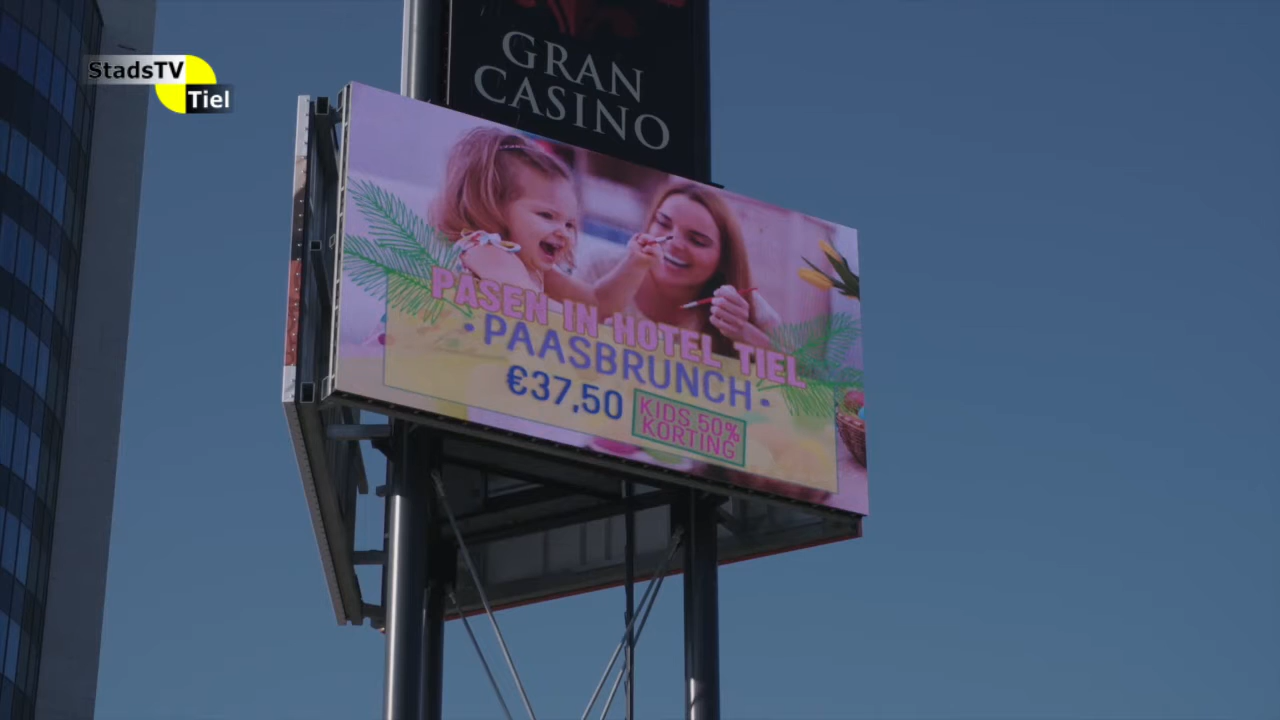 StadsTV
Tiel
GRAN
CASINO
PASEN IN HOTEL TIEL
• PAASBRUNCH •
€37,50
KIDS 50%
KORTING